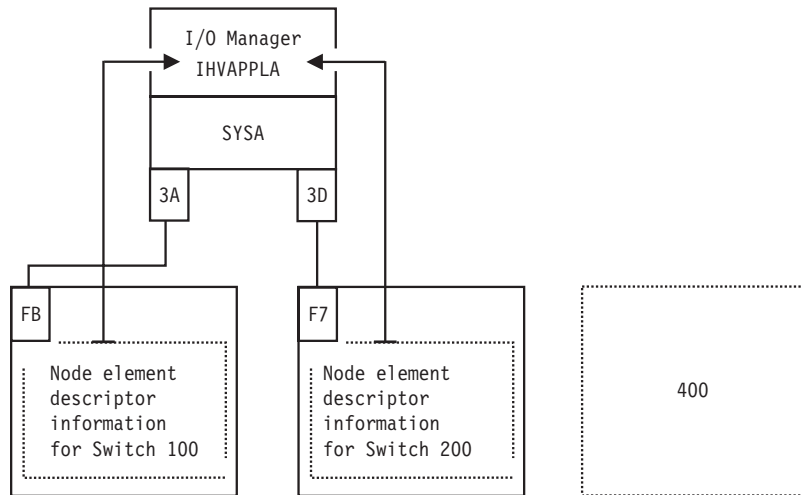 I/O Manager
IHVAPPLA
SYSA
3A
3D
FB
F7
Node element
descriptor
information
for Switch 100
Node element
descriptor
information
for Switch 200
400